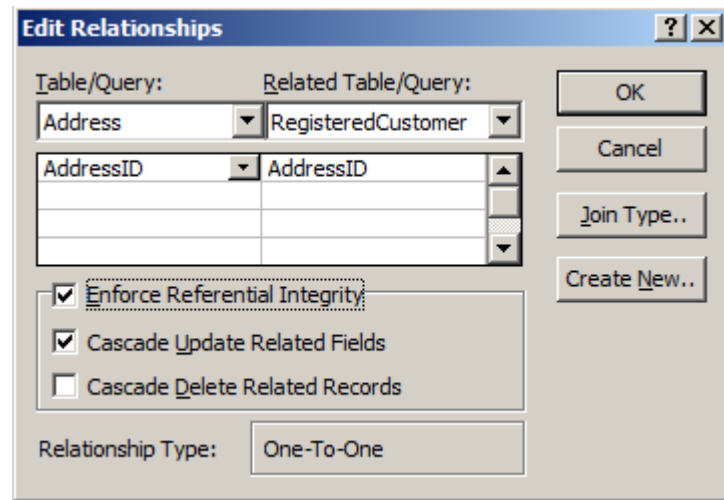 Edit Relationships
Table/Query: Related Table/Query:
Address RegisteredCustomer
AddressID AddressID
OK
Cancel
Join Type..
Create New..
Enforce Referential Integrity
Cascade Update Related Fields
Cascade Delete Related Records
Relationship Type: One-To-One